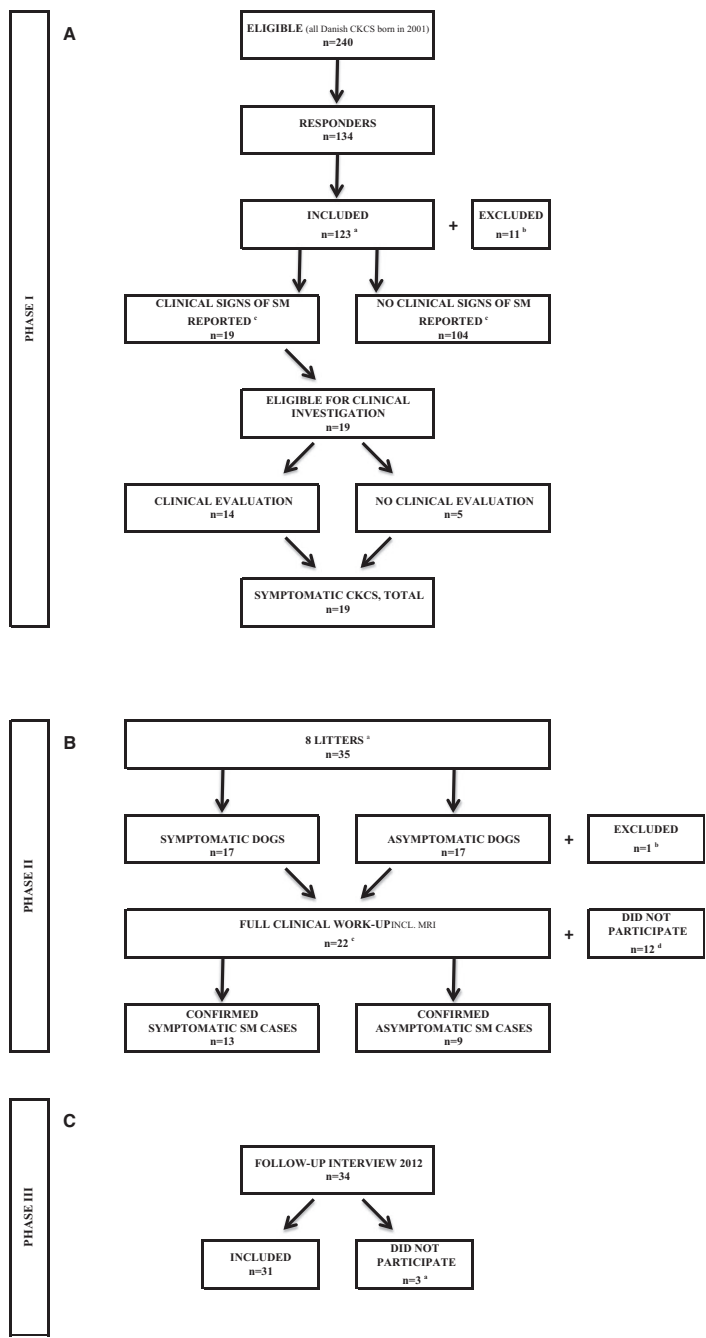 A
PHASE I
ELIGIBLE (all Danish CKCS born in 2001)
n=240
RESPONDERS
n=134
INCLUDED
n=123 a
+
EXCLUDED
n=11 b
CLINICAL SIGNS OF SM
REPORTED c
n=19
NO CLINICAL SIGNS OF SM
REPORTED c
n=104
ELIGIBLE FOR CLINICAL
INVESTIGATION
n=19
CLINICAL EVALUATION
n=14
NO CLINICAL EVALUATION
n=5
SYMPTOMATIC CKCS, TOTAL
n=19
B
PHASE II
8 LITTERS a
n=35
SYMPTOMATIC DOGS
n=17
ASYMPTOMATIC DOGS
n=17
+
EXCLUDED
n=1 b
FULL CLINICAL WORK-UP INCL. MRI
n=22 c
+
DID NOT
PARTICIPATE
n=12 d
CONFIRMED
SYMPTOMATIC SM CASES
n=13
CONFIRMED
ASYMPTOMATIC SM CASES
n=9
C
PHASE III
FOLLOW-UP INTERVIEW 2012
n=34
INCLUDED
n=31
DID NOT
PARTICIPATE
n=3 a